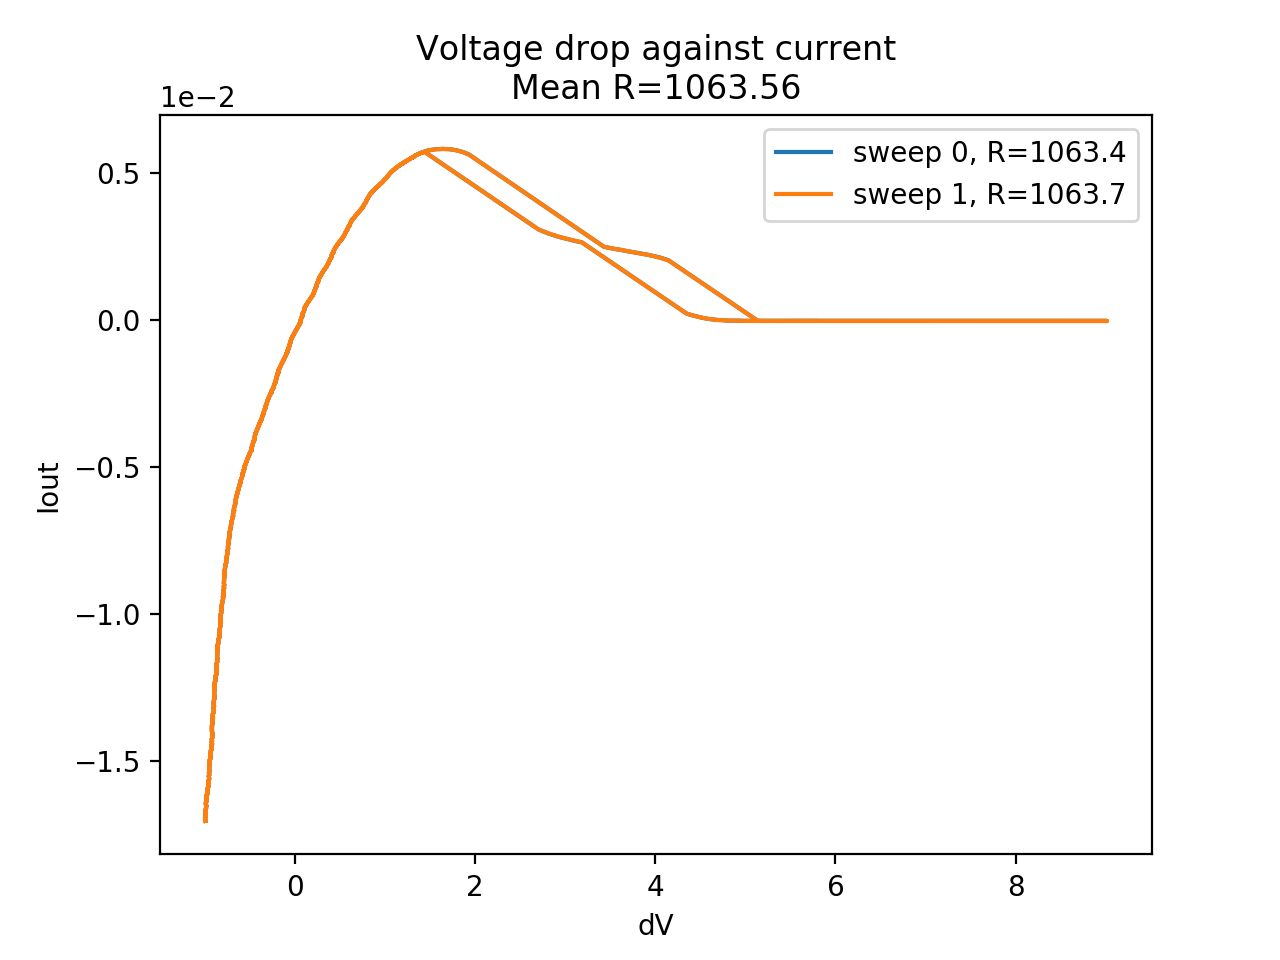 Voltage drop against current
Mean R=1063.56
1e−2
sweep 0, R=1063.4
sweep 1, R=1063.7
0.5
0.0
−0.5
−1.0
−1.5
Iout
0 2 4 6 8
dV